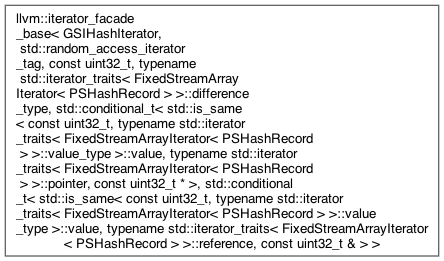 llvm::iterator_facade
_base< GSIHashIterator,
std::random_access_iterator
_tag, const uint32_t, typename
std::iterator_traits< FixedStreamArray
Iterator< PSHashRecord > >::difference
_type, std::conditional_t< std::is_same
< const uint32_t, typename std::iterator
_traits< FixedStreamArrayIterator< PSHashRecord
> >::value_type >::value, typename std::iterator
_traits< FixedStreamArrayIterator< PSHashRecord
> >::pointer, const uint32_t * >, std::conditional
_t< std::is_same< const uint32_t, typename std::iterator
_traits< FixedStreamArrayIterator< PSHashRecord > >::value
_type >::value, typename std::iterator_traits< FixedStreamArrayIterator
< PSHashRecord > >::reference, const uint32_t & > >